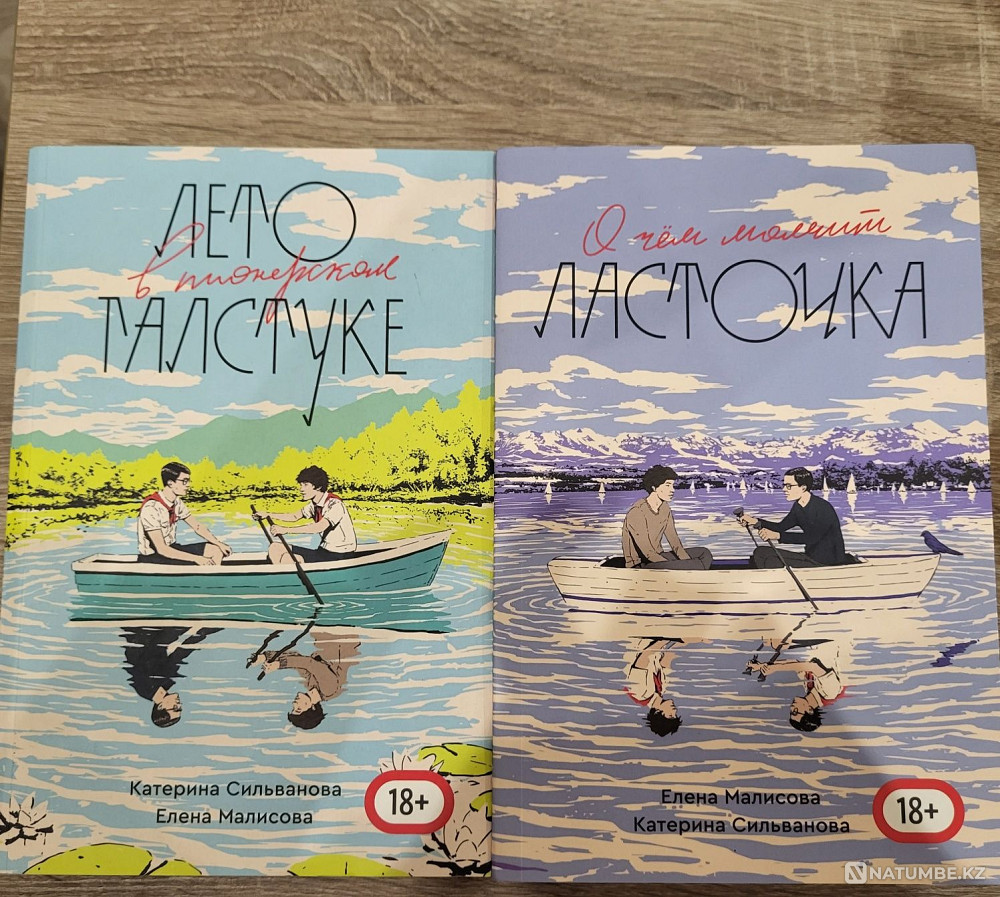 ЛЕТО
в пионерском
ГАЛСТУКЕ
Катерина Сильванова
Елена Малисова
18+
О чём молчит
ЛАСТОЧКА
Елена Малисова
Катерина Сильванова
18+
NATUMBE.KZ